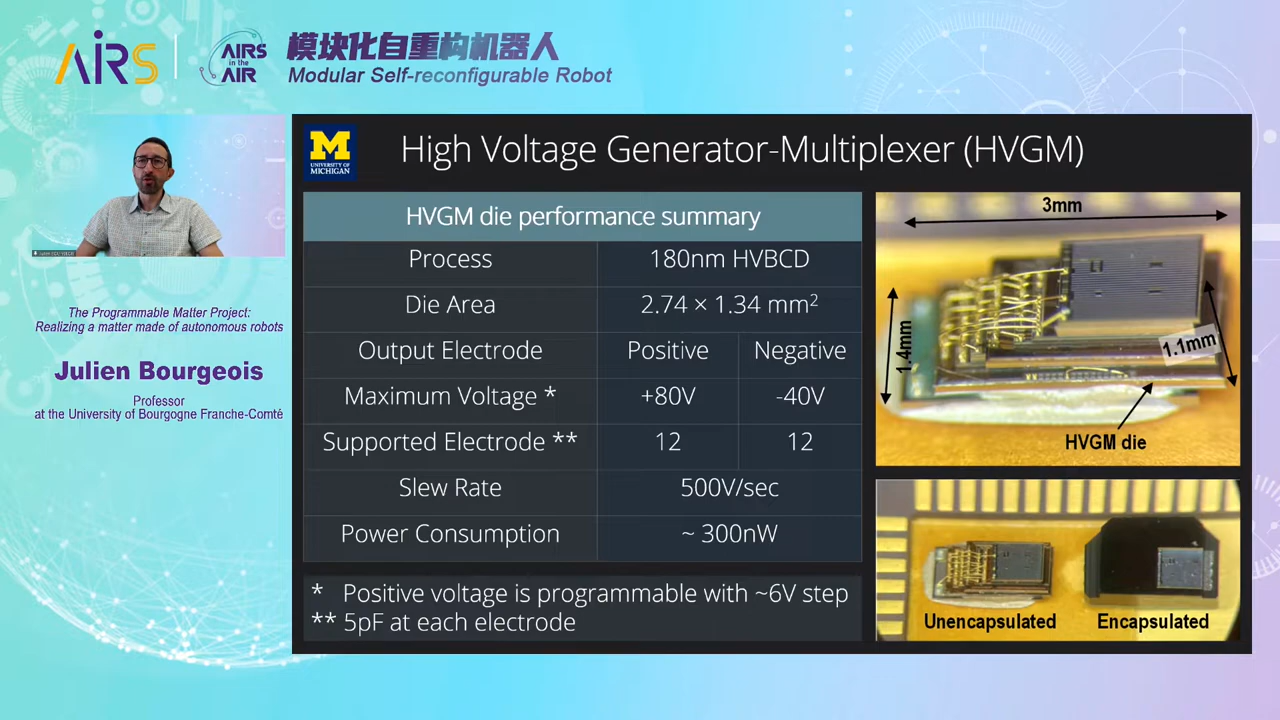 AIRS
AIRS
in the
AIR
模块化自重构机器人
Modular Self-reconfigurable Robot
The Programmable Matter Project:
Realizing a matter made of autonomous robots
Julien Bourgeois
Professor
at the University of Bourgogne Franche-Comté
M
UNIVERSITY OF
MICHIGAN
High Voltage Generator-Multiplexer (HVGM)
HVGM die performance summary
Process 180nm HVBCD
Die Area 2.74 × 1.34 mm²
Output Electrode Positive Negative
Maximum Voltage * +80V -40V
Supported Electrode ** 12 12
Slew Rate 500V/sec
Power Consumption ~ 300nW
* Positive voltage is programmable with ~6V step
** 5pF at each electrode
3mm
1.4mm
1.1mm
HVGM die
Unencapsulated
Encapsulated